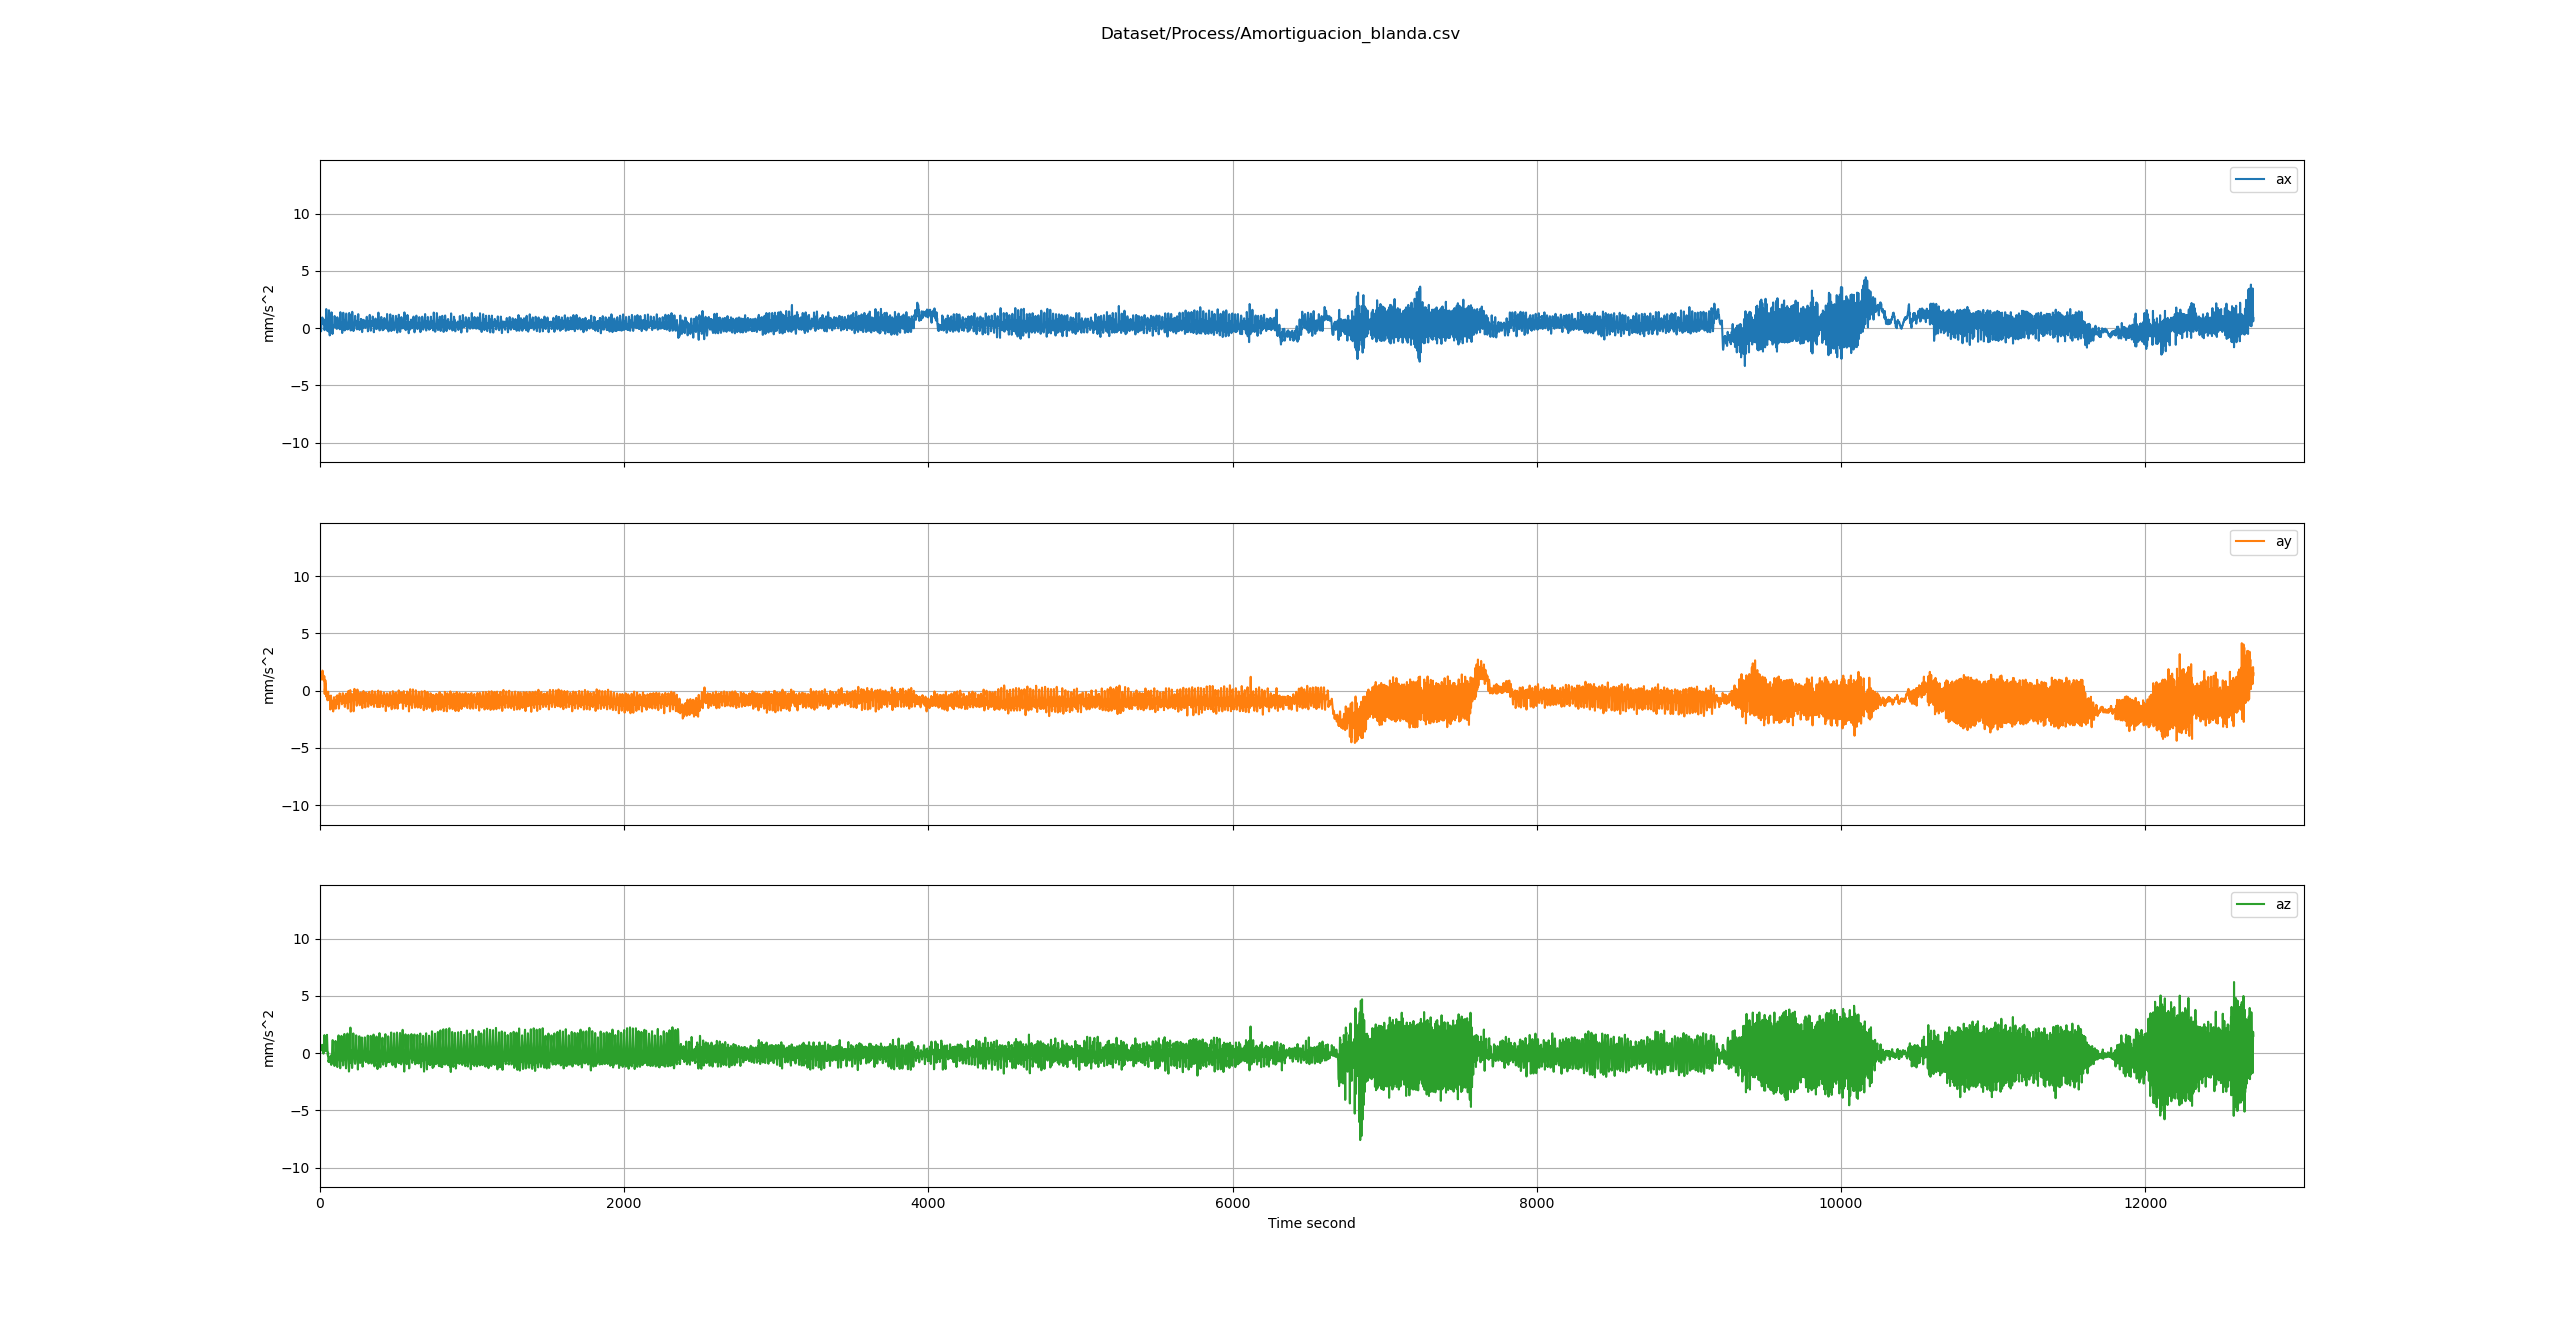 Dataset/Process/Amortiguacion_blanda.csv
ax
10
5
0
−5
−10
mm/s^2
ay
10
5
0
−5
−10
mm/s^2
az
10
5
0
−5
−10
mm/s^2
0 2000 4000 6000 8000 10000 12000
Time second